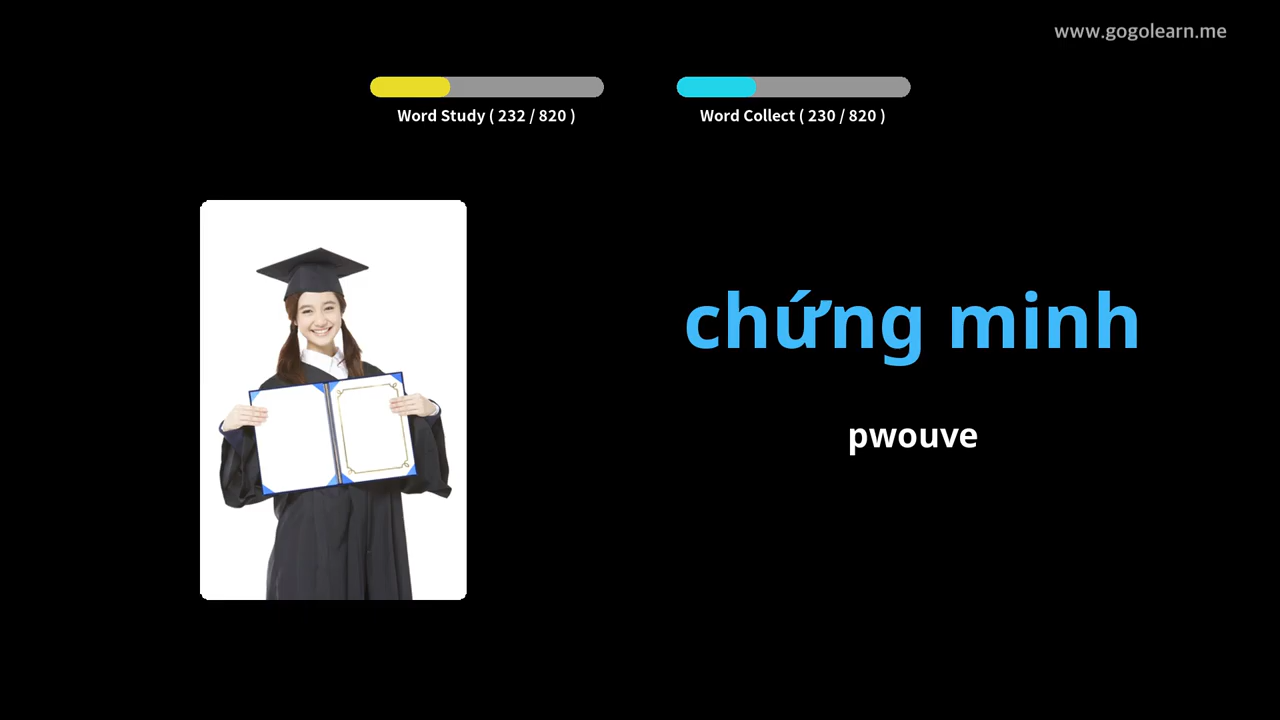 www.gogolearn.me
Word Study ( 232 / 820 )
Word Collect ( 230 / 820 )
chứng minh
pwouve